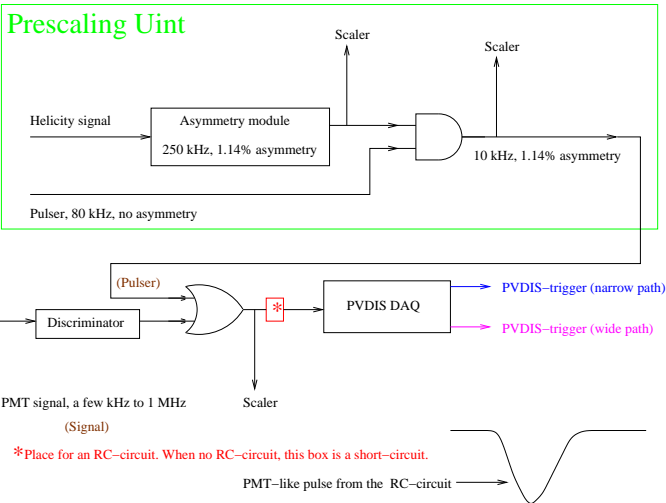 Prescaling Uint
Scaler
Scaler
Helicity signal
Asymmetry module
250 kHz, 1.14% asymmetry
10 kHz, 1.14% asymmetry
Pulser, 80 kHz, no asymmetry
(Pulser)
Discriminator
*
PVDIS DAQ
PVDIS−trigger (narrow path)
PVDIS−trigger (wide path)
PMT signal, a few kHz to 1 MHz
(Signal)
Scaler
*Place for an RC−circuit. When no RC−circuit, this box is a short−circuit.
PMT−like pulse from the RC−circuit